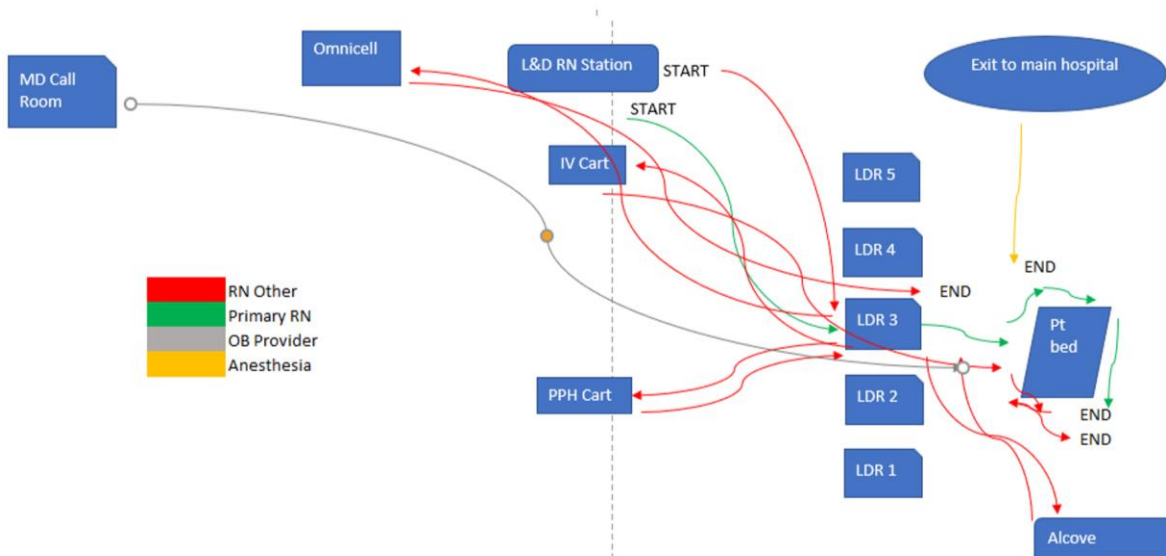 Omnicell
L&D RN Station
START
Exit to main hospital
MD Call
Room
START
IV Cart
LDR 5
LDR 4
END
RN Other
Primary RN
OB Provider
Anesthesia
END
LDR 3
Pt
bed
PPH Cart
LDR 2
END
END
LDR 1
Alcove